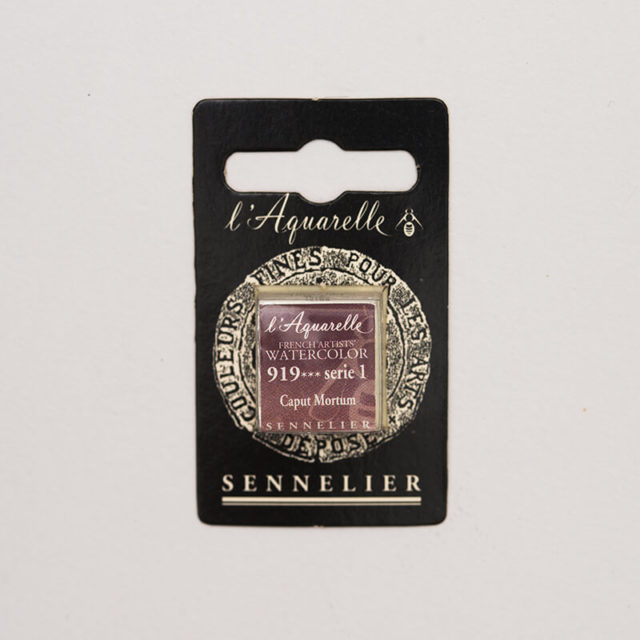 l'Aquarelle
COULEURS FINES POUR LES ARTS
DÉPOSÉ
l'Aquarelle
FRENCH ARTISTS'
WATERCOLOR
919*** serie 1
Caput Mortum
SENNELIER
SENNELIER